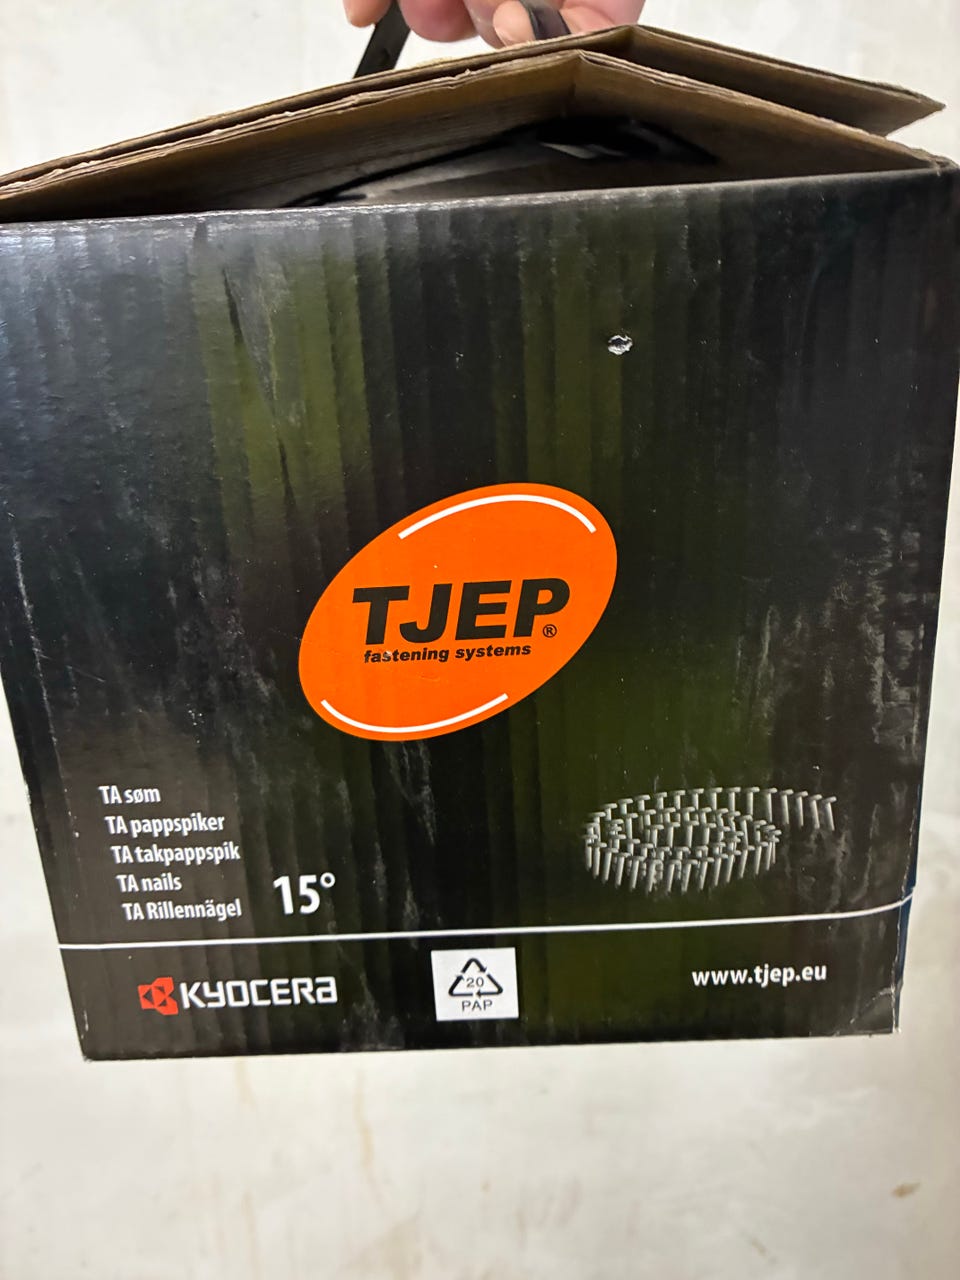 TJEP®
fastening systems
TA søm
TA pappspiker
TA takpappspik
TA nails
TA Rillennägel
15°
KYOCERA
20
PAP
www.tjep.eu